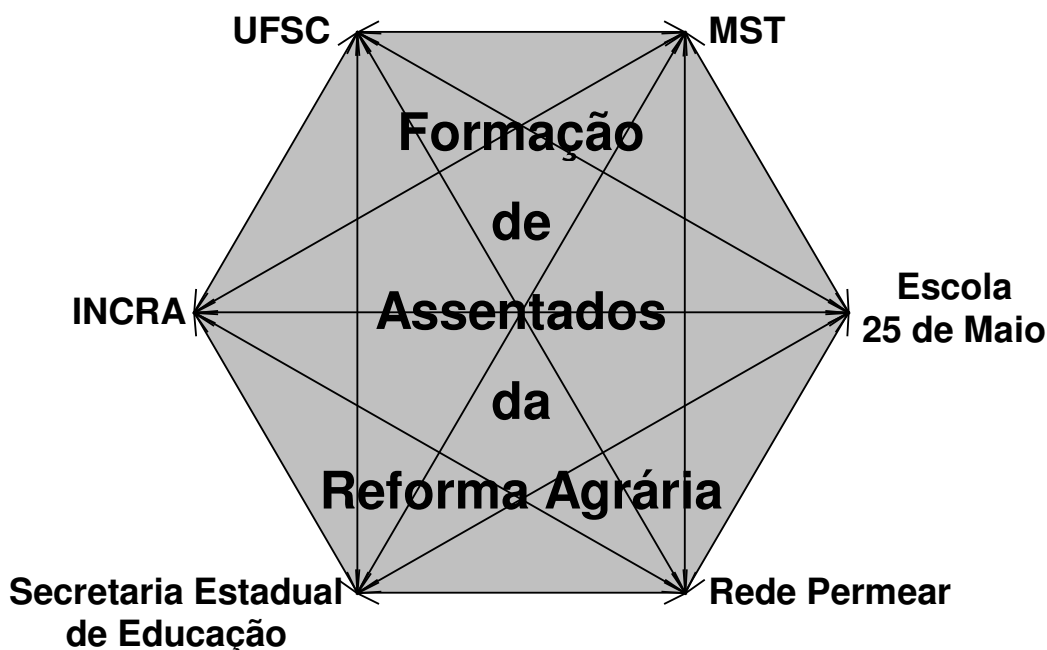 UFSC
MST
Formação
de
INCRA
Assentados
Escola
25 de Maio
da
Reforma Agrária
Secretaria Estadual
de Educação
Rede Permear